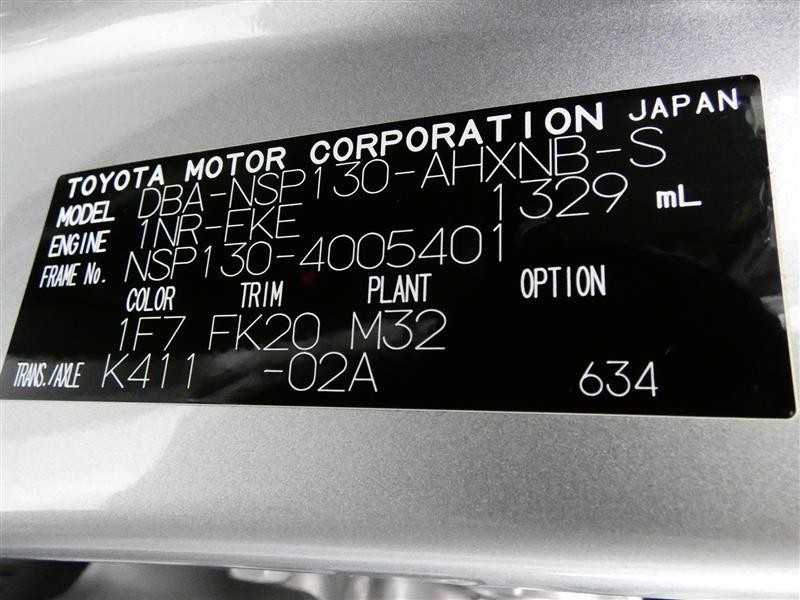 TOYOTA MOTOR CORPORATION JAPAN
MODEL DBA-NSP130-AHXNB-S
ENGINE 1NR-FKE 1329 mL
FRAME No. NSP130-4005401
COLOR TRIM PLANT OPTION
1F7 FK20 M32
TRANS./AXLE K411 -02A 634